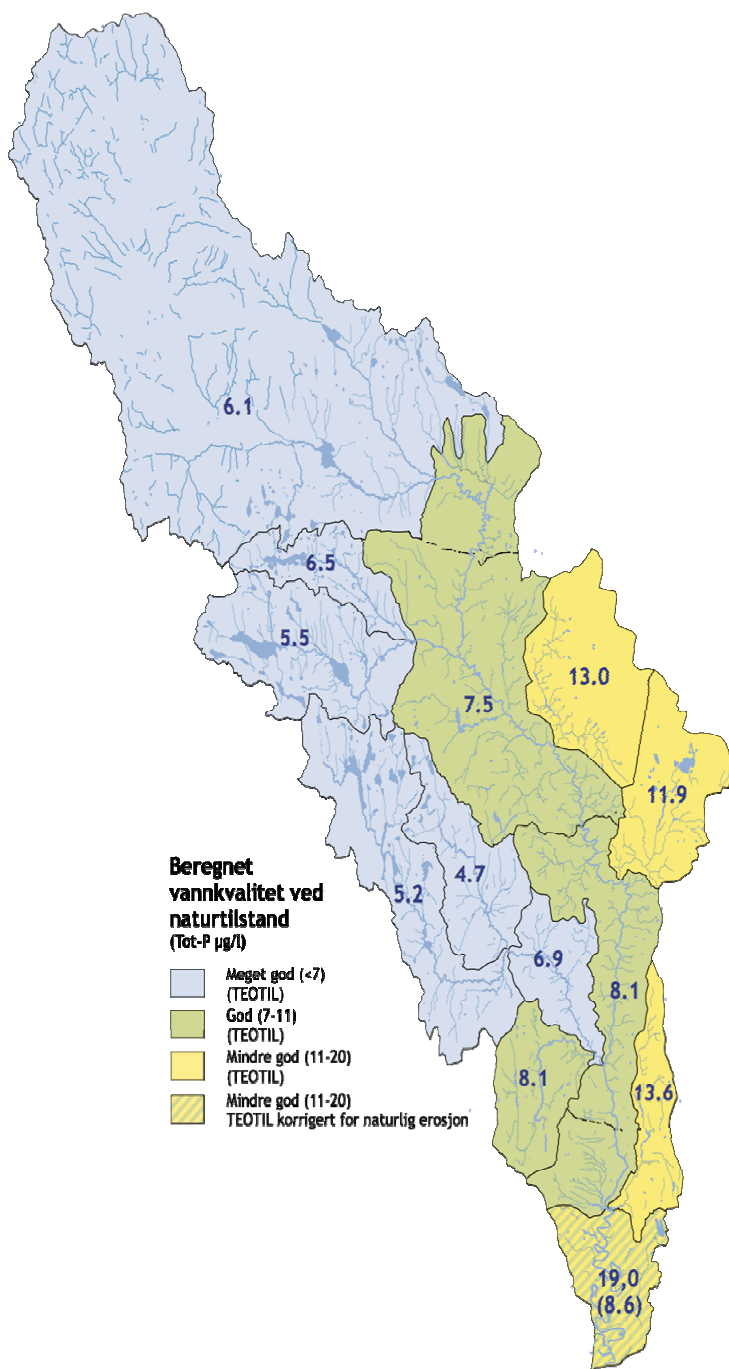 6.1
6.5
5.5
13.0
7.5
11.9
4.7
5.2
6.9
8.1
8.1
13.6
19,0
(8.6)
Beregnet
vannkvalitet ved
naturtilstand
(Tot-P µg/l)
Meget god (<7)
(TEOTIL)
God (7-11)
(TEOTIL)
Mindre god (11-20)
(TEOTIL)
Mindre god (11-20)
TEOTIL korrigert for naturlig erosjon